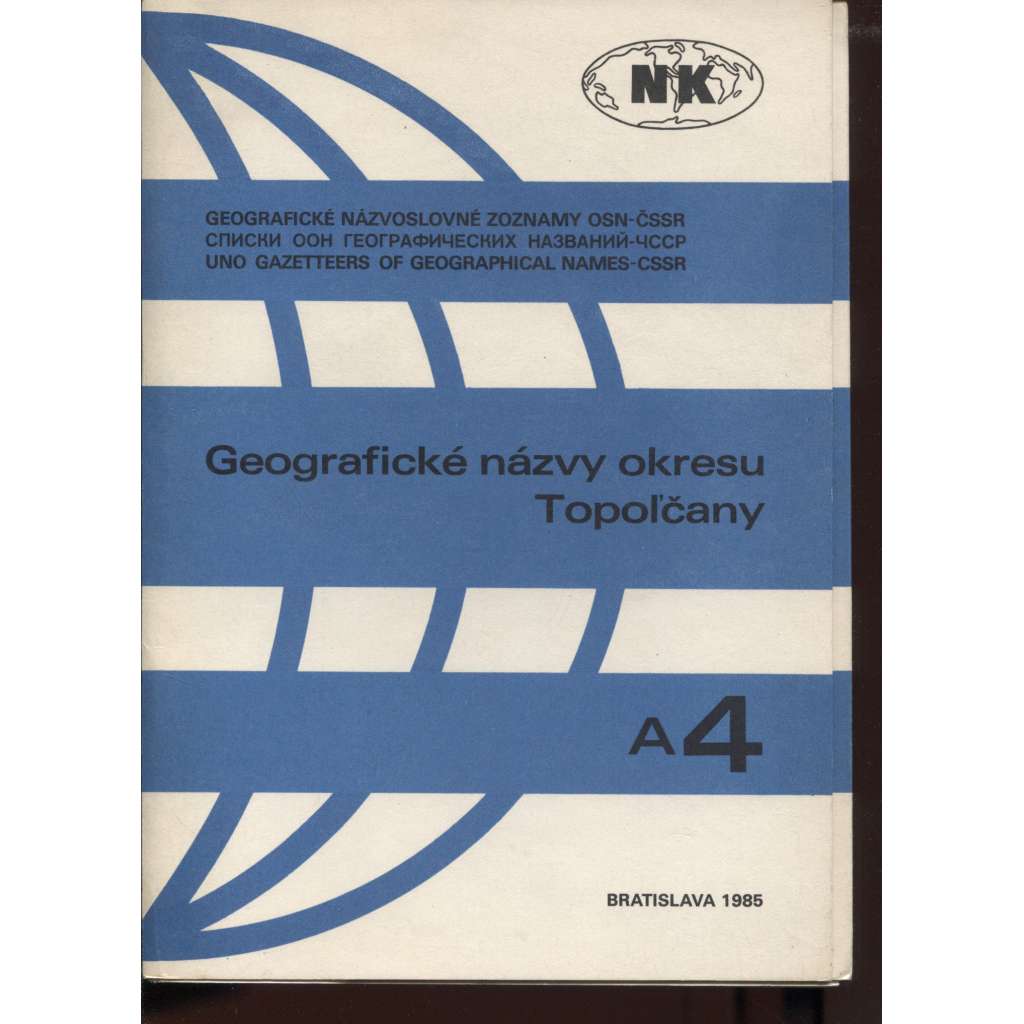 NK
GEOGRAFICKÉ NÁZVOSLOVNÉ ZOZNAMY OSN-ČSSR
СПИСКИ ООН ГЕОГРАФИЧЕСКИХ НАЗВАНИЙ-ЧССР
UNO GAZETTEERS OF GEOGRAPHICAL NAMES-CSSR
Geografické názvy okresu
Topoľčany
A4
BRATISLAVA 1985